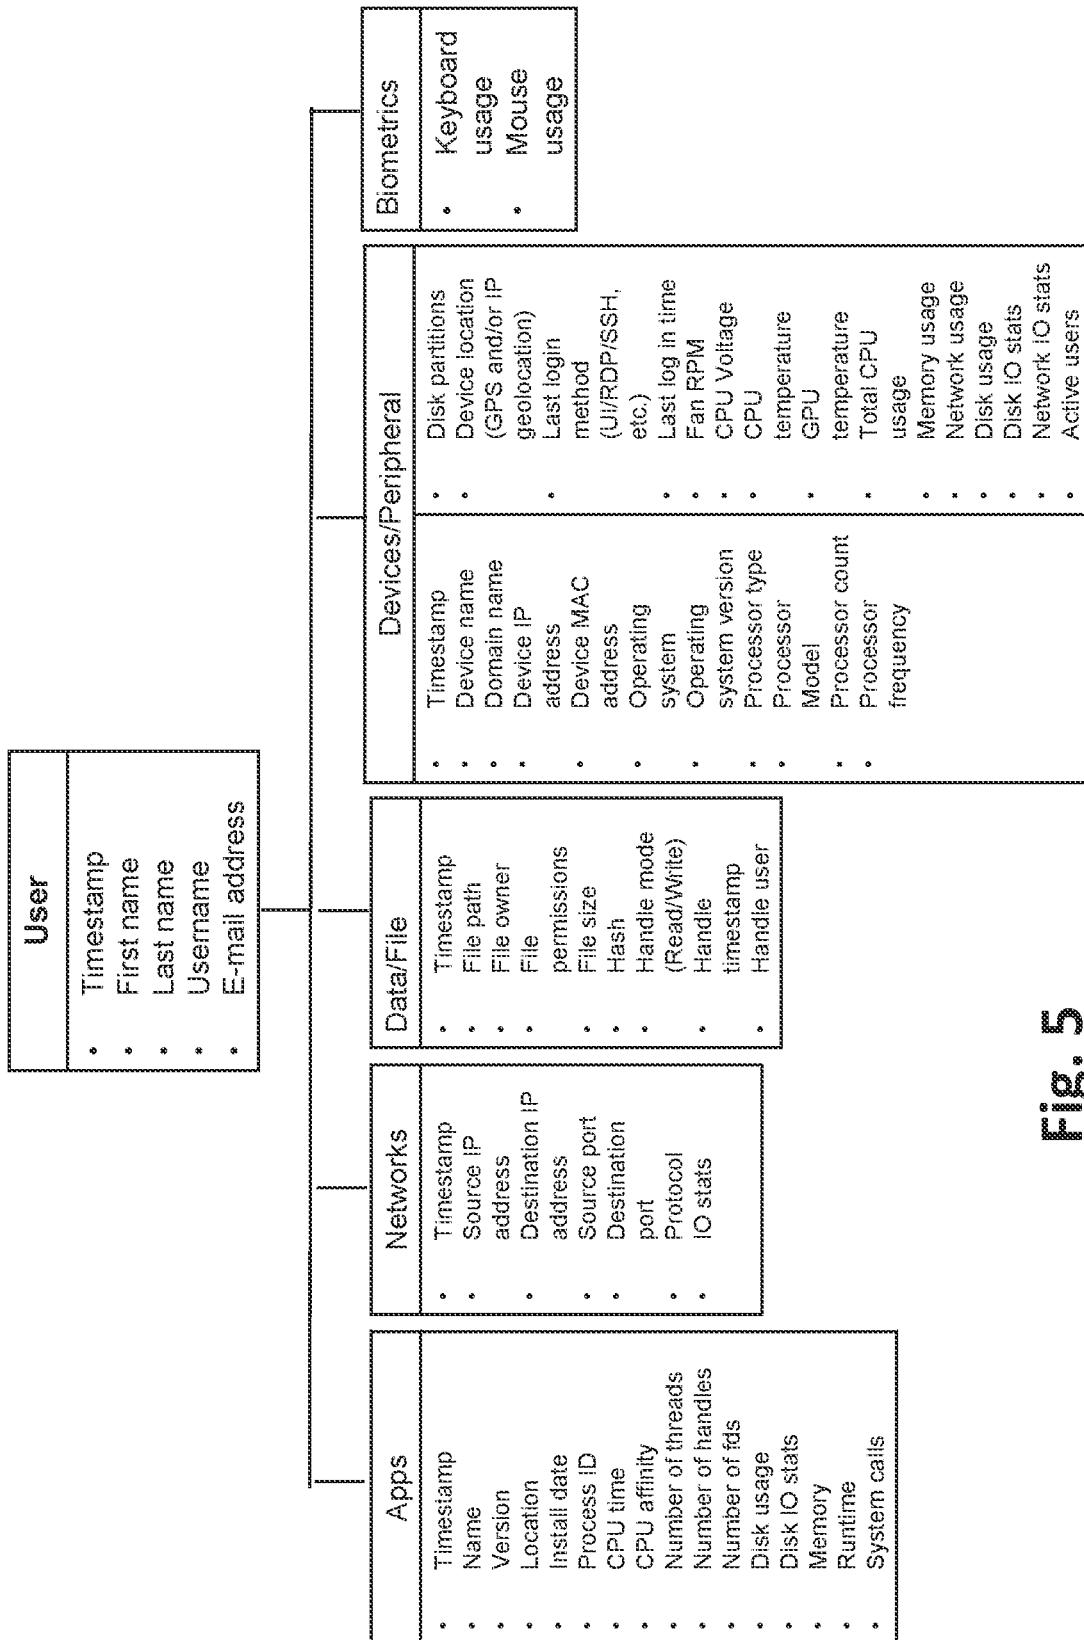 User
• Timestamp
• First name
• Last name
• Username
• E-mail address
Apps
• Timestamp
• Name
• Version
• Location
• Install date
• Process ID
• CPU time
• CPU affinity
• Number of threads
• Number of handles
• Number of fds
• Disk usage
• Disk IO stats
• Memory
• Runtime
• System calls
Networks
• Timestamp
• Source IP
address
• Destination IP
address
• Source port
• Destination
port
• Protocol
• IO stats
Data/File
• Timestamp
• File path
• File owner
• File
permissions
• File size
• Hash
• Handle mode
(Read/Write)
• Handle
timestamp
• Handle user
Devices/Peripheral
• Timestamp
• Device name
• Domain name
• Device IP
address
• Device MAC
address
• Operating
system
• Operating
system version
• Processor type
• Processor
Model
• Processor count
• Processor
frequency
• Disk partitions
• Device location
(GPS and/or IP
geolocation)
• Last login
method
(UI/RDP/SSH,
etc.)
• Last log in time
• Fan RPM
• CPU Voltage
• CPU
temperature
• GPU
temperature
• Total CPU
usage
• Memory usage
• Network usage
• Disk usage
• Disk IO stats
• Network IO stats
• Active users
Biometrics
• Keyboard
usage
• Mouse
usage
Fig. 5